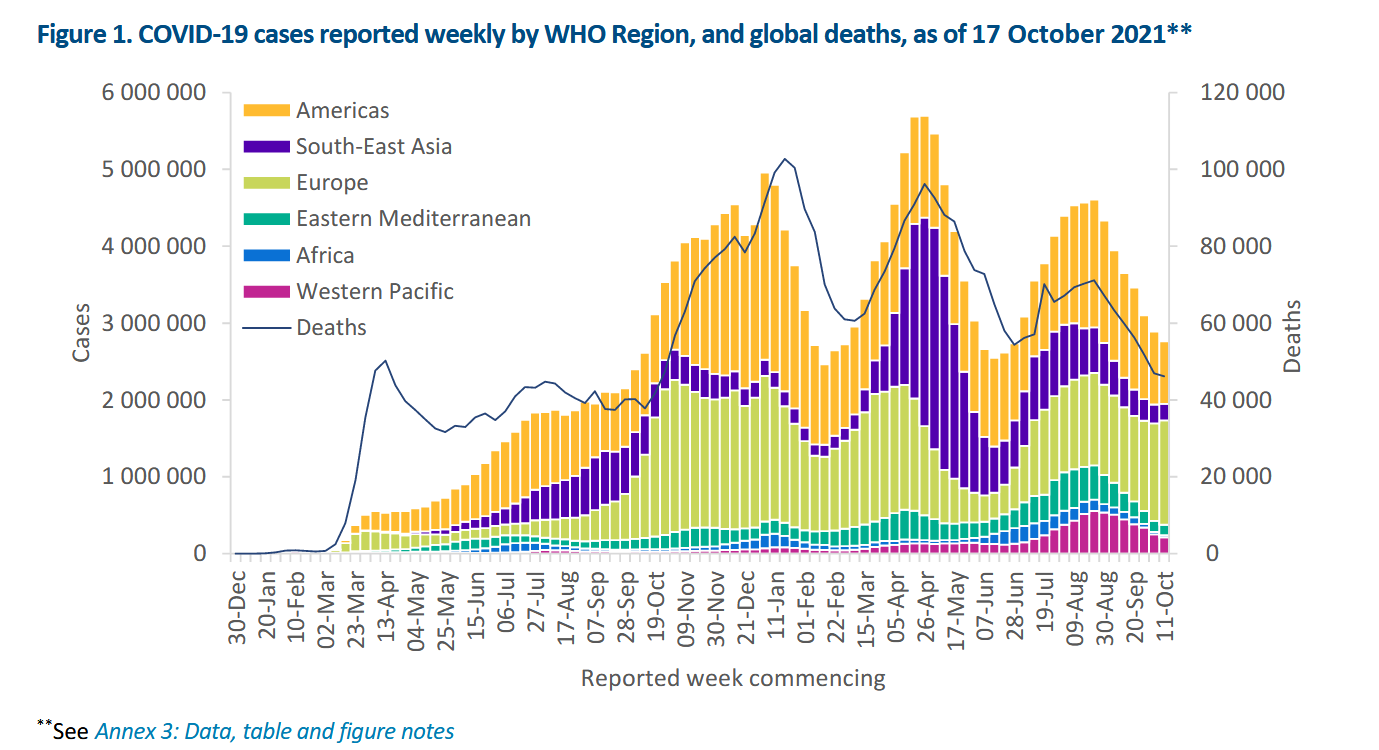 Figure 1. COVID-19 cases reported weekly by WHO Region, and global deaths, as of 17 October 2021**
6 000 000
5 000 000
4 000 000
3 000 000
2 000 000
1 000 000
0
Cases
Americas
South-East Asia
Europe
Eastern Mediterranean
Africa
Western Pacific
Deaths
120 000
100 000
80 000
60 000
40 000
20 000
0
Deaths
30-Dec
20-Jan
10-Feb
02-Mar
23-Mar
13-Apr
04-May
25-May
15-Jun
06-Jul
27-Jul
17-Aug
07-Sep
28-Sep
19-Oct
09-Nov
30-Nov
21-Dec
11-Jan
01-Feb
22-Feb
15-Mar
05-Apr
26-Apr
17-May
07-Jun
28-Jun
19-Jul
09-Aug
30-Aug
20-Sep
11-Oct
Reported week commencing
**See Annex 3: Data, table and figure notes